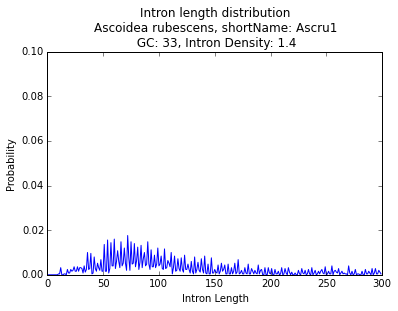 Intron length distribution
Ascoidea rubescens, shortName: Ascru1
GC: 33, Intron Density: 1.4
0.10
0.08
0.06
0.04
0.02
0.00
Probability
0 50 100 150 200 250 300
Intron Length